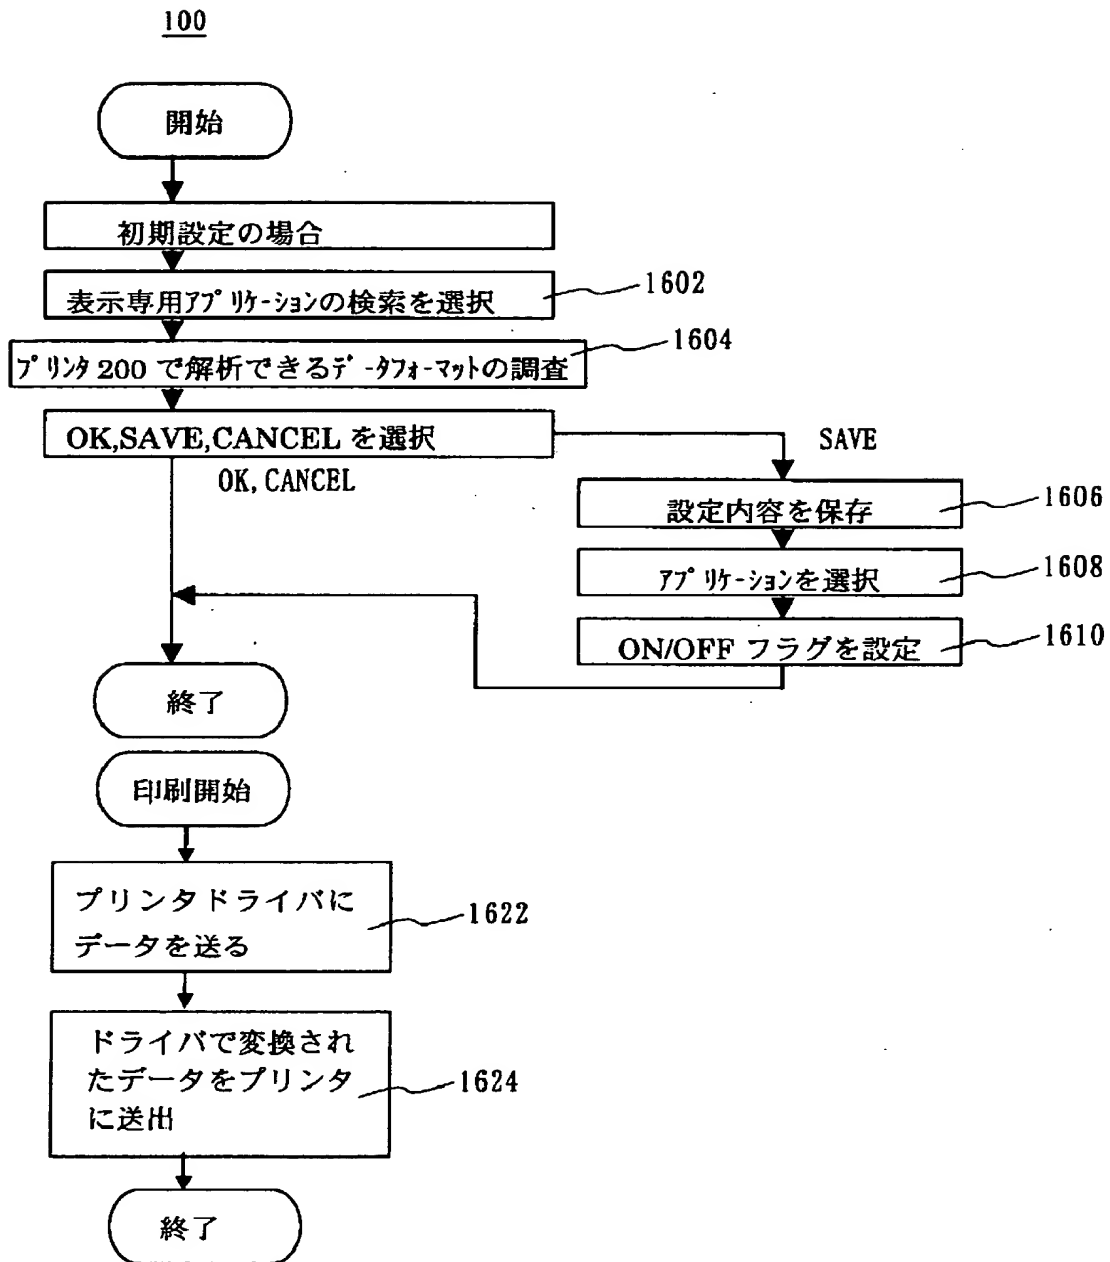 100
開始
初期設定の場合
表示専用ｱﾌﾟﾘｹｰｼｮﾝの検索を選択
1602
ﾌﾟﾘﾝﾀ 200 で解析できるﾃﾞｰﾀﾌｫｰﾏｯﾄの調査
1604
OK,SAVE,CANCEL を選択
SAVE
OK, CANCEL
設定内容を保存
1606
ｱﾌﾟﾘｹｰｼｮﾝを選択
1608
ON/OFF フラグを設定
1610
終了
印刷開始
プリンタドライバに
データを送る
1622
ドライバで変換され
たデータをプリンタ
に送出
1624
終了